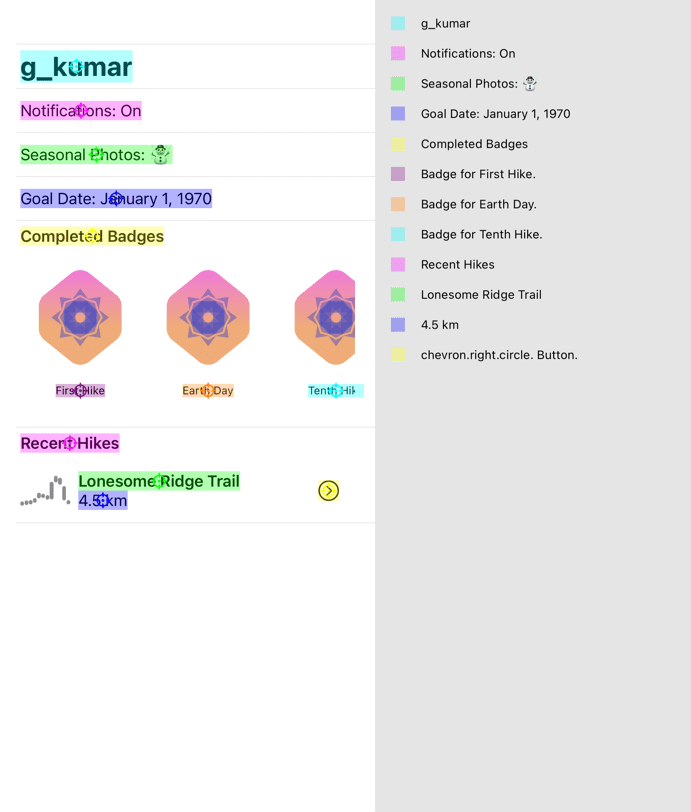 g_kumar
Notifications: On
Seasonal Photos: ☃️
Goal Date: January 1, 1970
Completed Badges
First Hike
Earth Day
Tenth Hik
Recent Hikes
Lonesome Ridge Trail
4.5 km
g_kumar
Notifications: On
Seasonal Photos: ☃️
Goal Date: January 1, 1970
Completed Badges
Badge for First Hike.
Badge for Earth Day.
Badge for Tenth Hike.
Recent Hikes
Lonesome Ridge Trail
4.5 km
chevron.right.circle. Button.